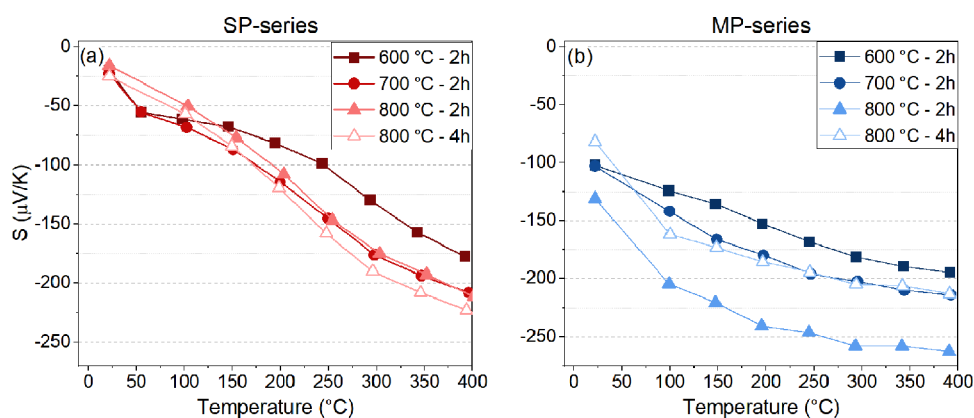 SP-series
MP-series
(a)
600 °C - 2h
700 °C - 2h
800 °C - 2h
800 °C - 4h
0
-50
-100
-150
-200
-250
S (μV/K)
0 50 100 150 200 250 300 350 400
Temperature (°C)
(b)
600 °C - 2h
700 °C - 2h
800 °C - 2h
800 °C - 4h
0
-50
-100
-150
-200
-250
0 50 100 150 200 250 300 350 400
Temperature (°C)